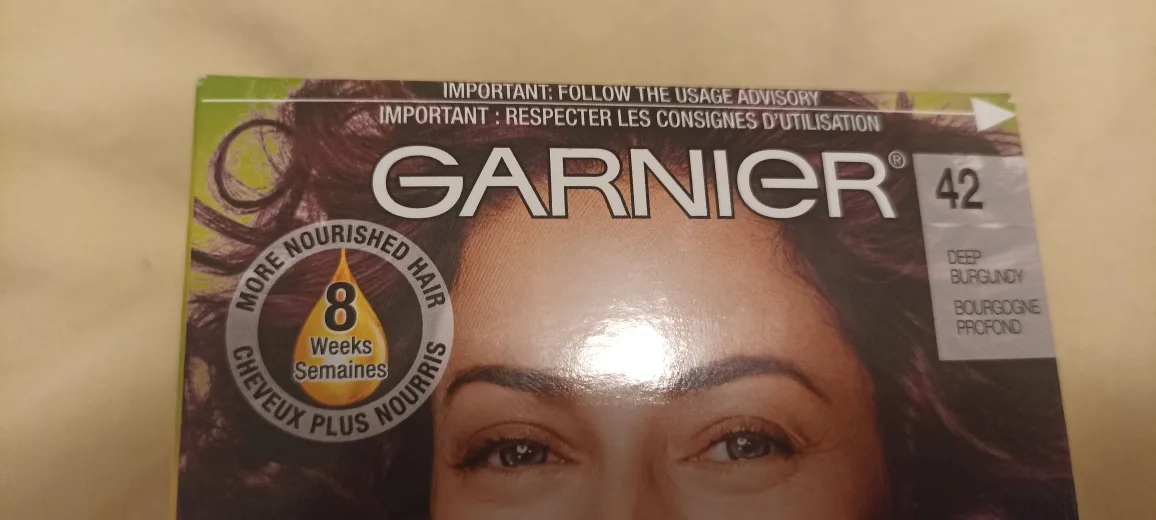 IMPORTANT: FOLLOW THE USAGE ADVISORY
IMPORTANT : RESPECTER LES CONSIGNES D'UTILISATION
GARNIER®
42
DEEP
BURGUNDY
BOURGOGNE
PROFOND
MORE NOURISHED HAIR
8
Weeks
Semaines
CHEVEUX PLUS NOURRIS